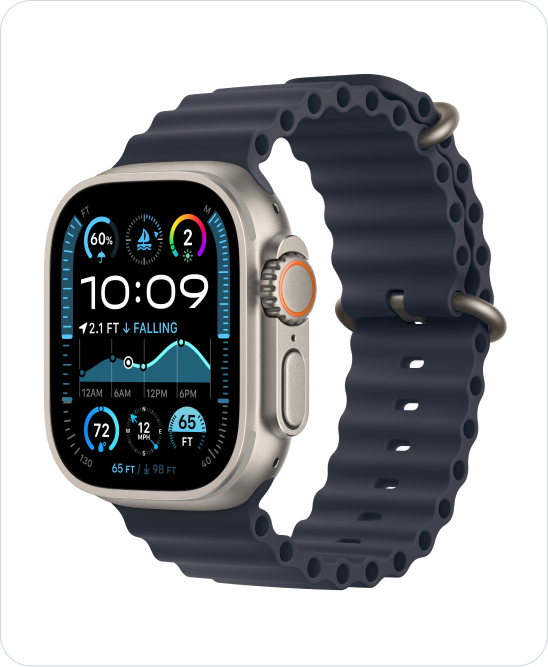 FT
M
60%
2
10:09
2.1 FT ↓ FALLING
12AM 6AM 12PM 6PM
72
N
W E
S
12
MPH
65
FT
130
40
65 FT / 98 FT